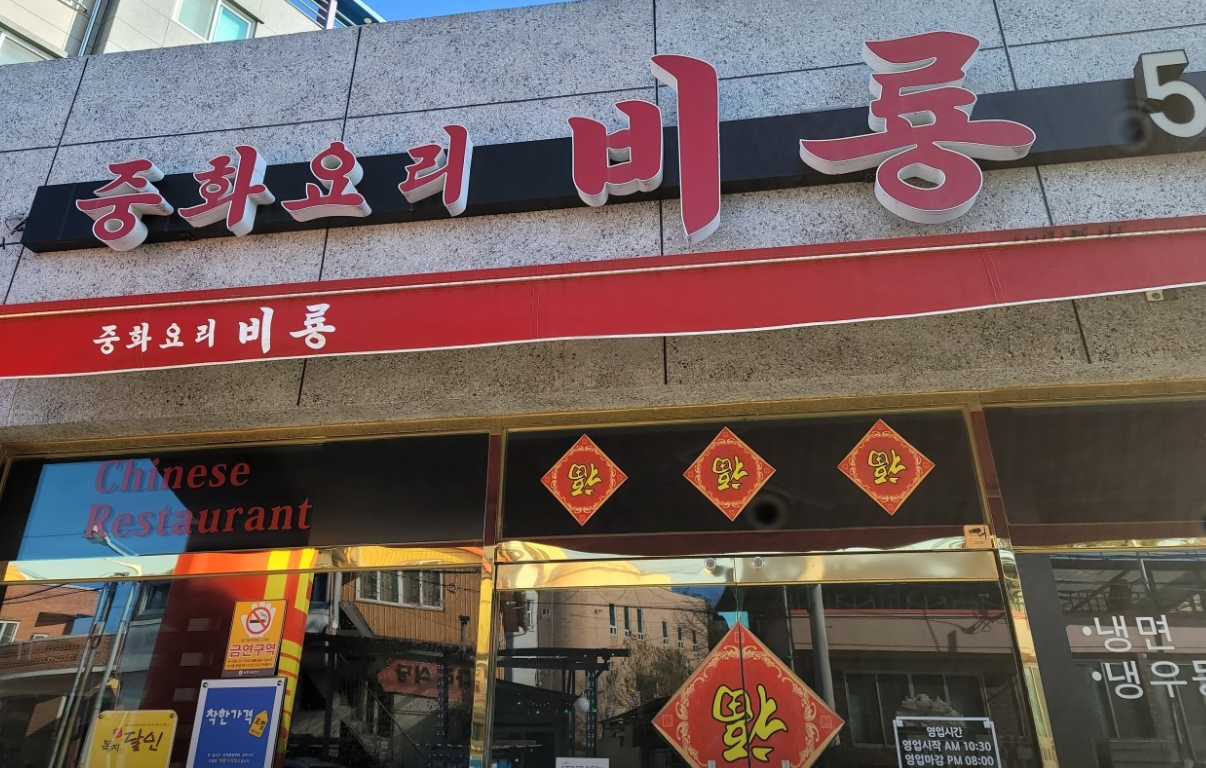 중화요리 비룡 5
중화요리 비룡
Chinese
Restaurant
福 福 福
금연구역
착한가격
달인
福
•냉면
•냉우동
영업시간
영업시작 AM 10:30
영업마감 PM 08:00